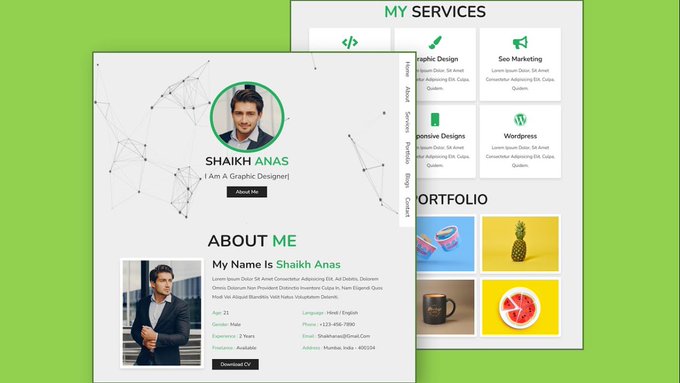 MY SERVICES
raphic Design
Seo Marketing
Lorem Ipsum Dolor, Sit Amet
Consectetur Adipisicing Elit. Culpa,
Quidem.
Lorem Ipsum Dolor, Sit Amet
Consectetur Adipisicing Elit. Culpa,
Quidem.
ponsive Designs
Wordpress
Lorem Ipsum Dolor, Sit Amet
Consectetur Adipisicing Elit. Culpa,
Quidem.
Lorem Ipsum Dolor, Sit Amet
Consectetur Adipisicing Elit. Culpa,
Quidem.
ORTFOLIO
Home
About
Services
Portfolio
Blogs
Contact
SHAIKH ANAS
I Am A Graphic Designer|
About Me
ABOUT ME
My Name Is Shaikh Anas
Lorem Ipsum Dolor Sit Amet Consectetur Adipisicing Elit. Ad, Debitis, Dolorem
Omnis Dolorum Non Provident Distinctio Inventore Culpa In. Nam Eligendi Quos
Modi Vel Aliquid Blanditiis Velit Natus Voluptatem Deleniti.
Age: 21
Language : Hindi / English
Gender: Male
Phone : +123-456-7890
Experience : 2 Years
Email : Shaikhanas@Gmail.Com
Freelance : Available
Address : Mumbai, India - 400104
Download CV